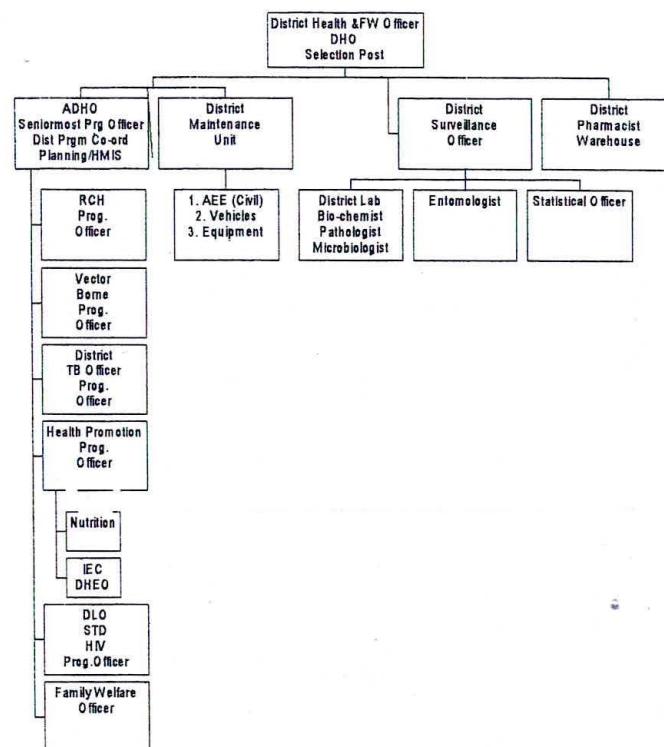 District Health &FW Officer
DHO
Selection Post
ADHO
Seniormost Prg Officer
Dist Prgm Co-ord
Planning/HMIS
District
Maintenance
Unit
District
Surveillance
Officer
District
Pharmacist
Warehouse
RCH
Prog.
Officer
1. AEE (Civil)
2. Vehicles
3. Equipment
District Lab
Bio-chemist
Pathologist
Microbiologist
Entomologist
Statistical Officer
Vector
Borne
Prog.
Officer
District
TB Officer
Prog.
Officer
Health Promotion
Prog.
Officer
Nutrition
IEC
DHEO
DLO
STD
HIV
Prog.Officer
Family Welfare
Officer